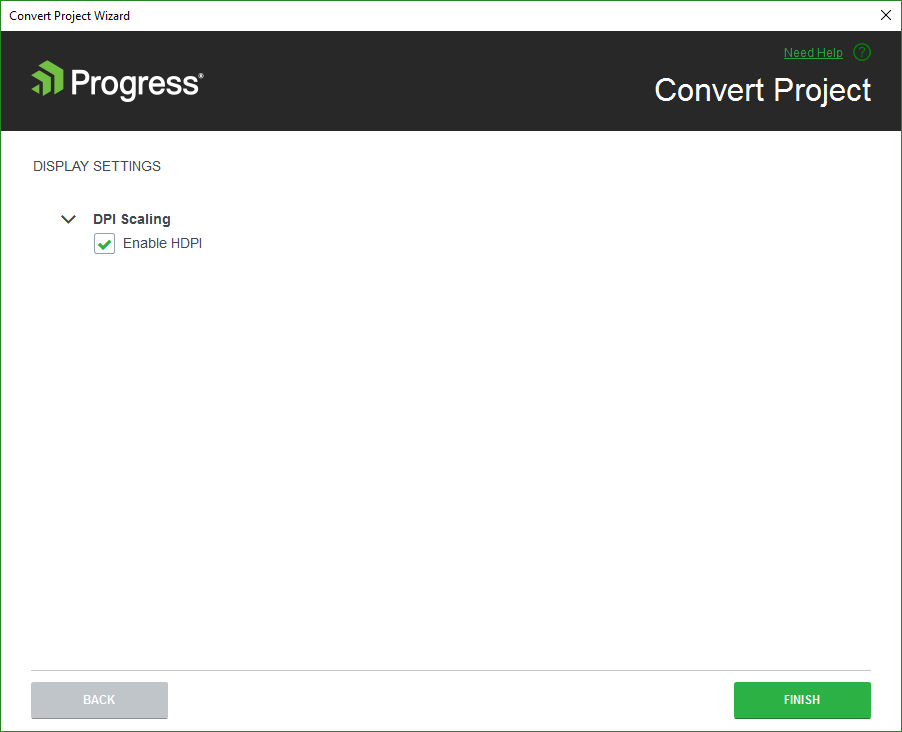 Convert Project Wizard
Need Help ?
Progress®
Convert Project
DISPLAY SETTINGS
DPI Scaling
Enable HDPI
BACK
FINISH